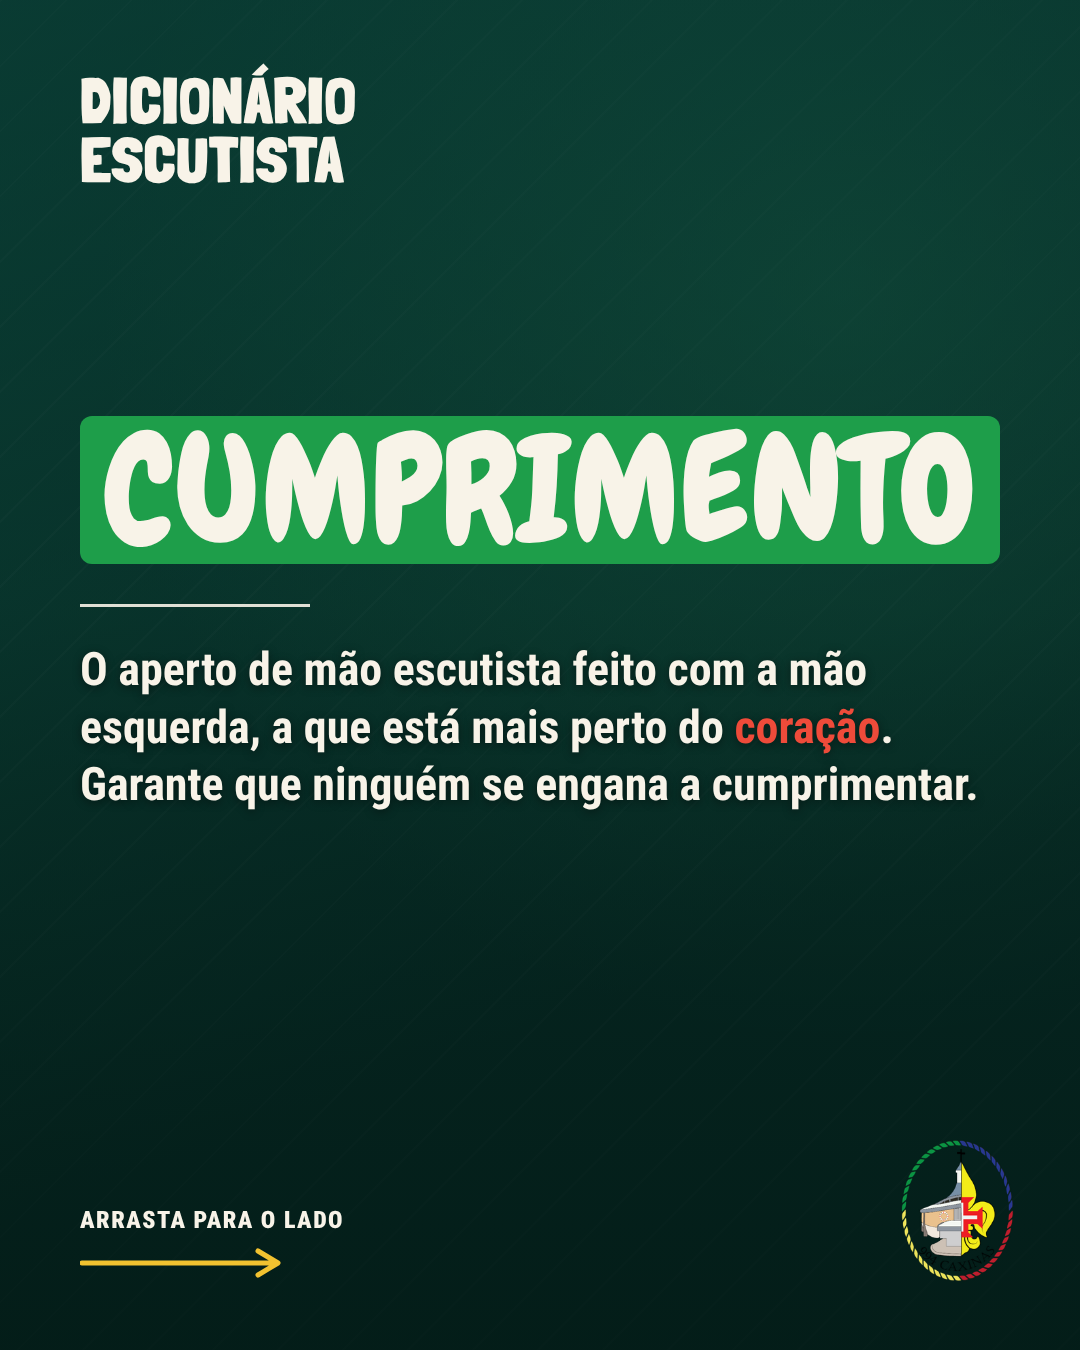 DICIONÁRIO
ESCUTISTA
CUMPRIMENTO
O aperto de mão escutista feito com a mão
esquerda, a que está mais perto do coração.
Garante que ninguém se engana a cumprimentar.
ARRASTA PARA O LADO